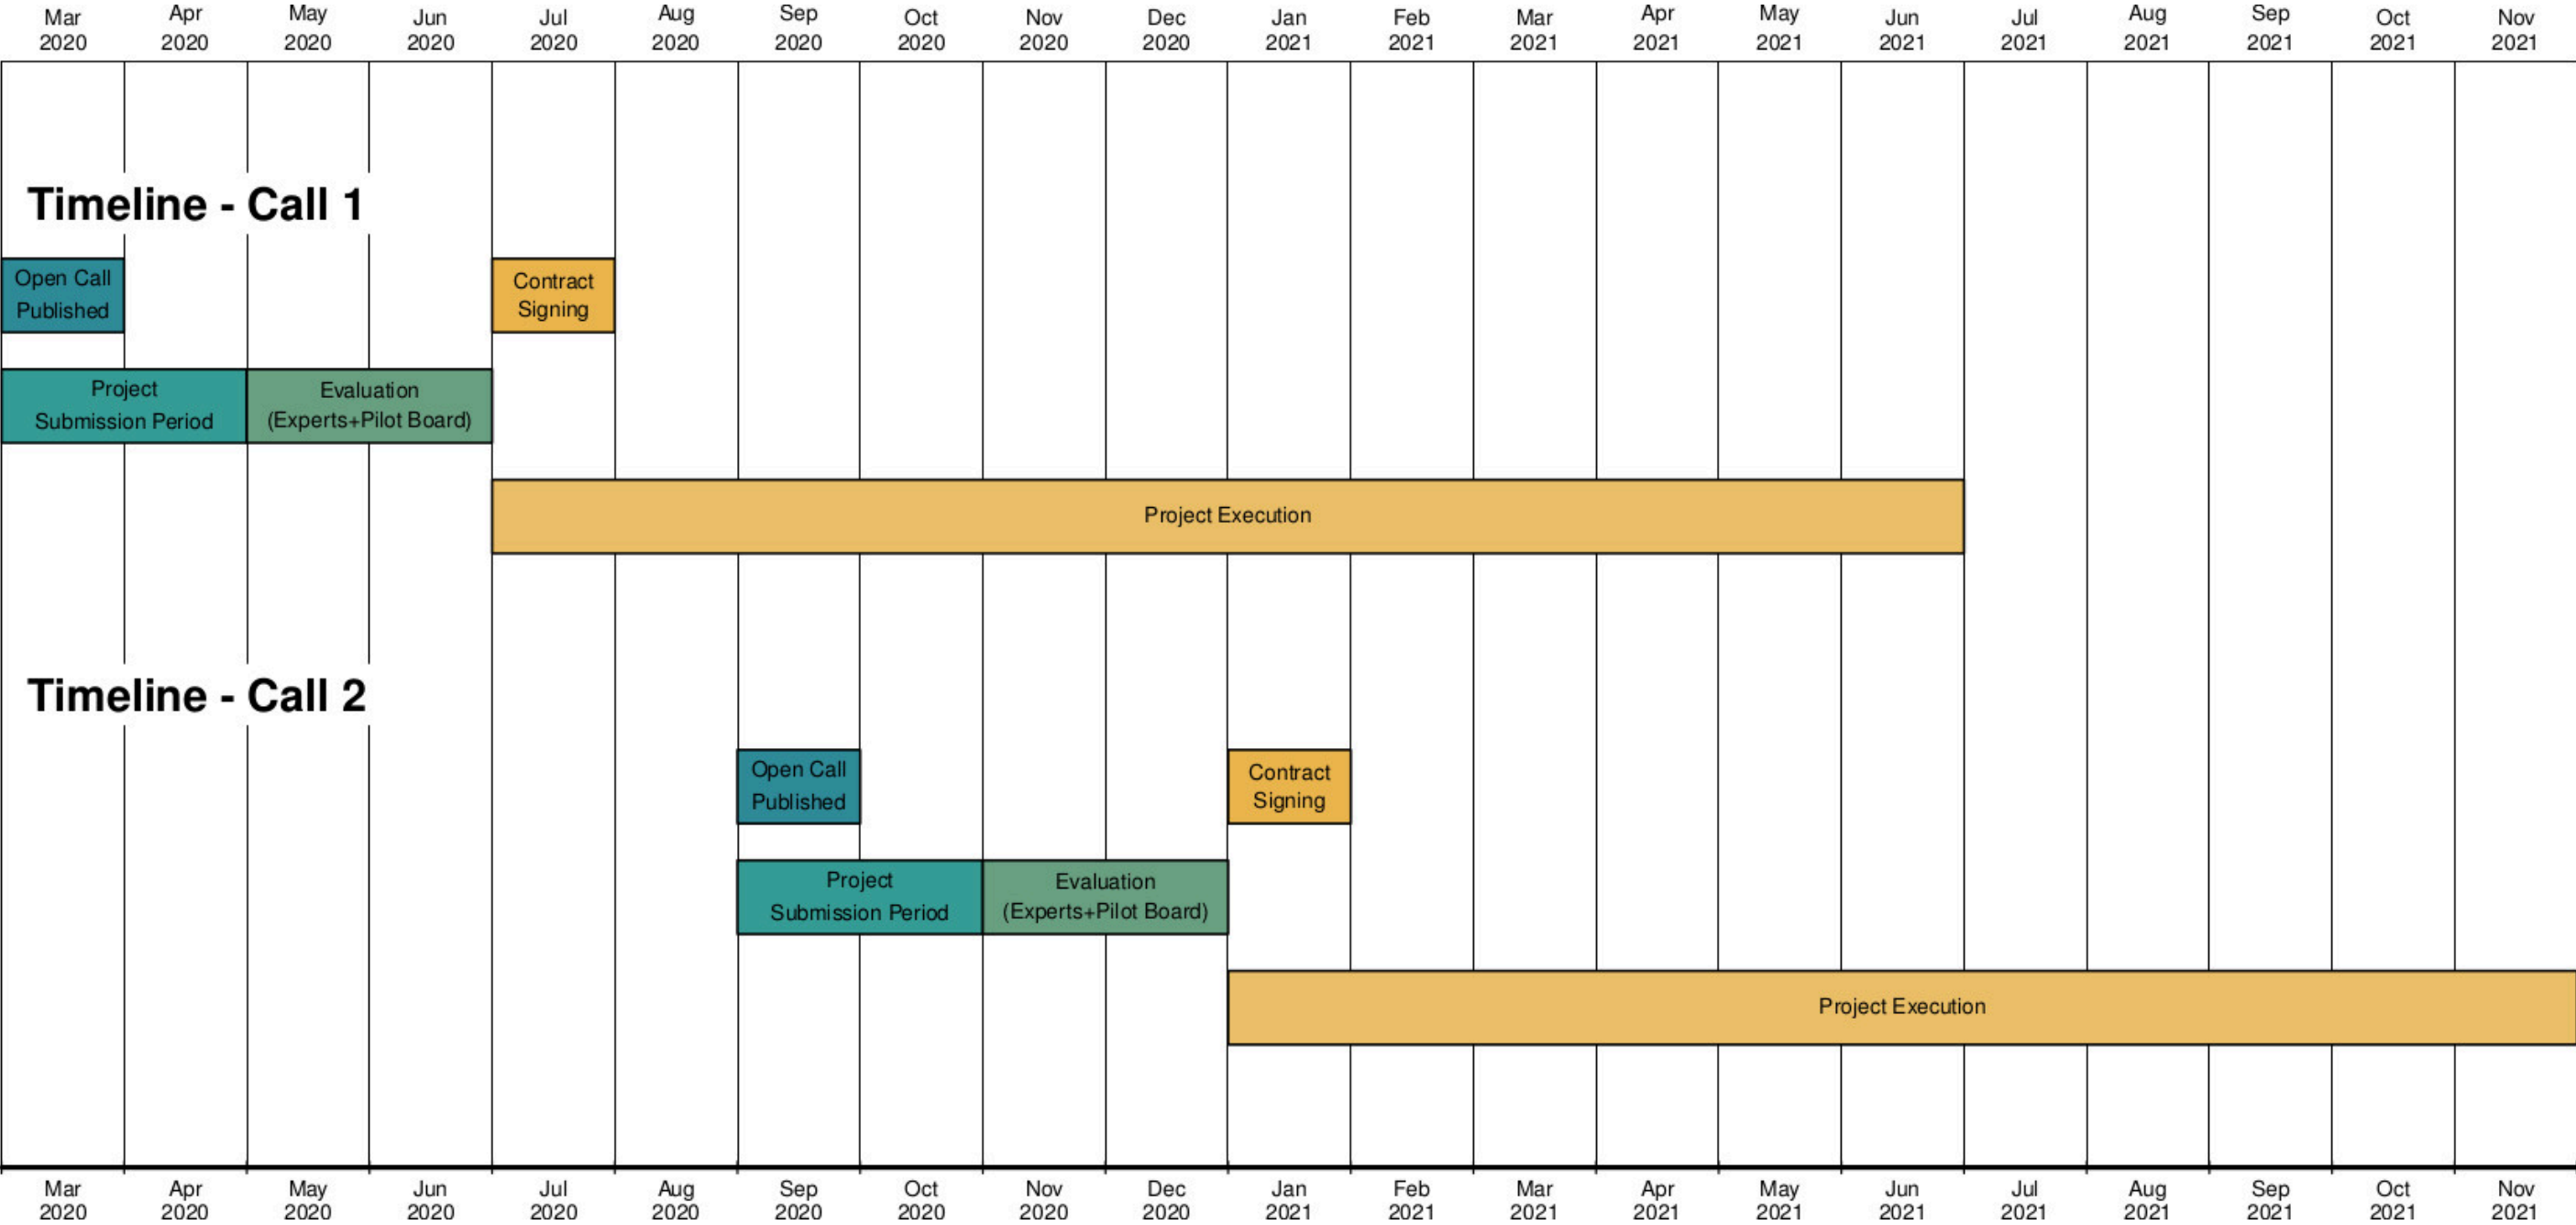 Mar Apr May Jun Jul Aug Sep Oct Nov Dec Jan Feb Mar Apr May Jun Jul Aug Sep Oct Nov
2020 2020 2020 2020 2020 2020 2020 2020 2020 2020 2021 2021 2021 2021 2021 2021 2021 2021 2021 2021 2021
Timeline - Call 1
Open Call
Published
Contract
Signing
Project
Submission Period
Evaluation
(Experts+Pilot Board)
Project Execution
Timeline - Call 2
Open Call
Published
Contract
Signing
Project
Submission Period
Evaluation
(Experts+Pilot Board)
Project Execution
Mar Apr May Jun Jul Aug Sep Oct Nov Dec Jan Feb Mar Apr May Jun Jul Aug Sep Oct Nov
2020 2020 2020 2020 2020 2020 2020 2020 2020 2020 2021 2021 2021 2021 2021 2021 2021 2021 2021 2021 2021